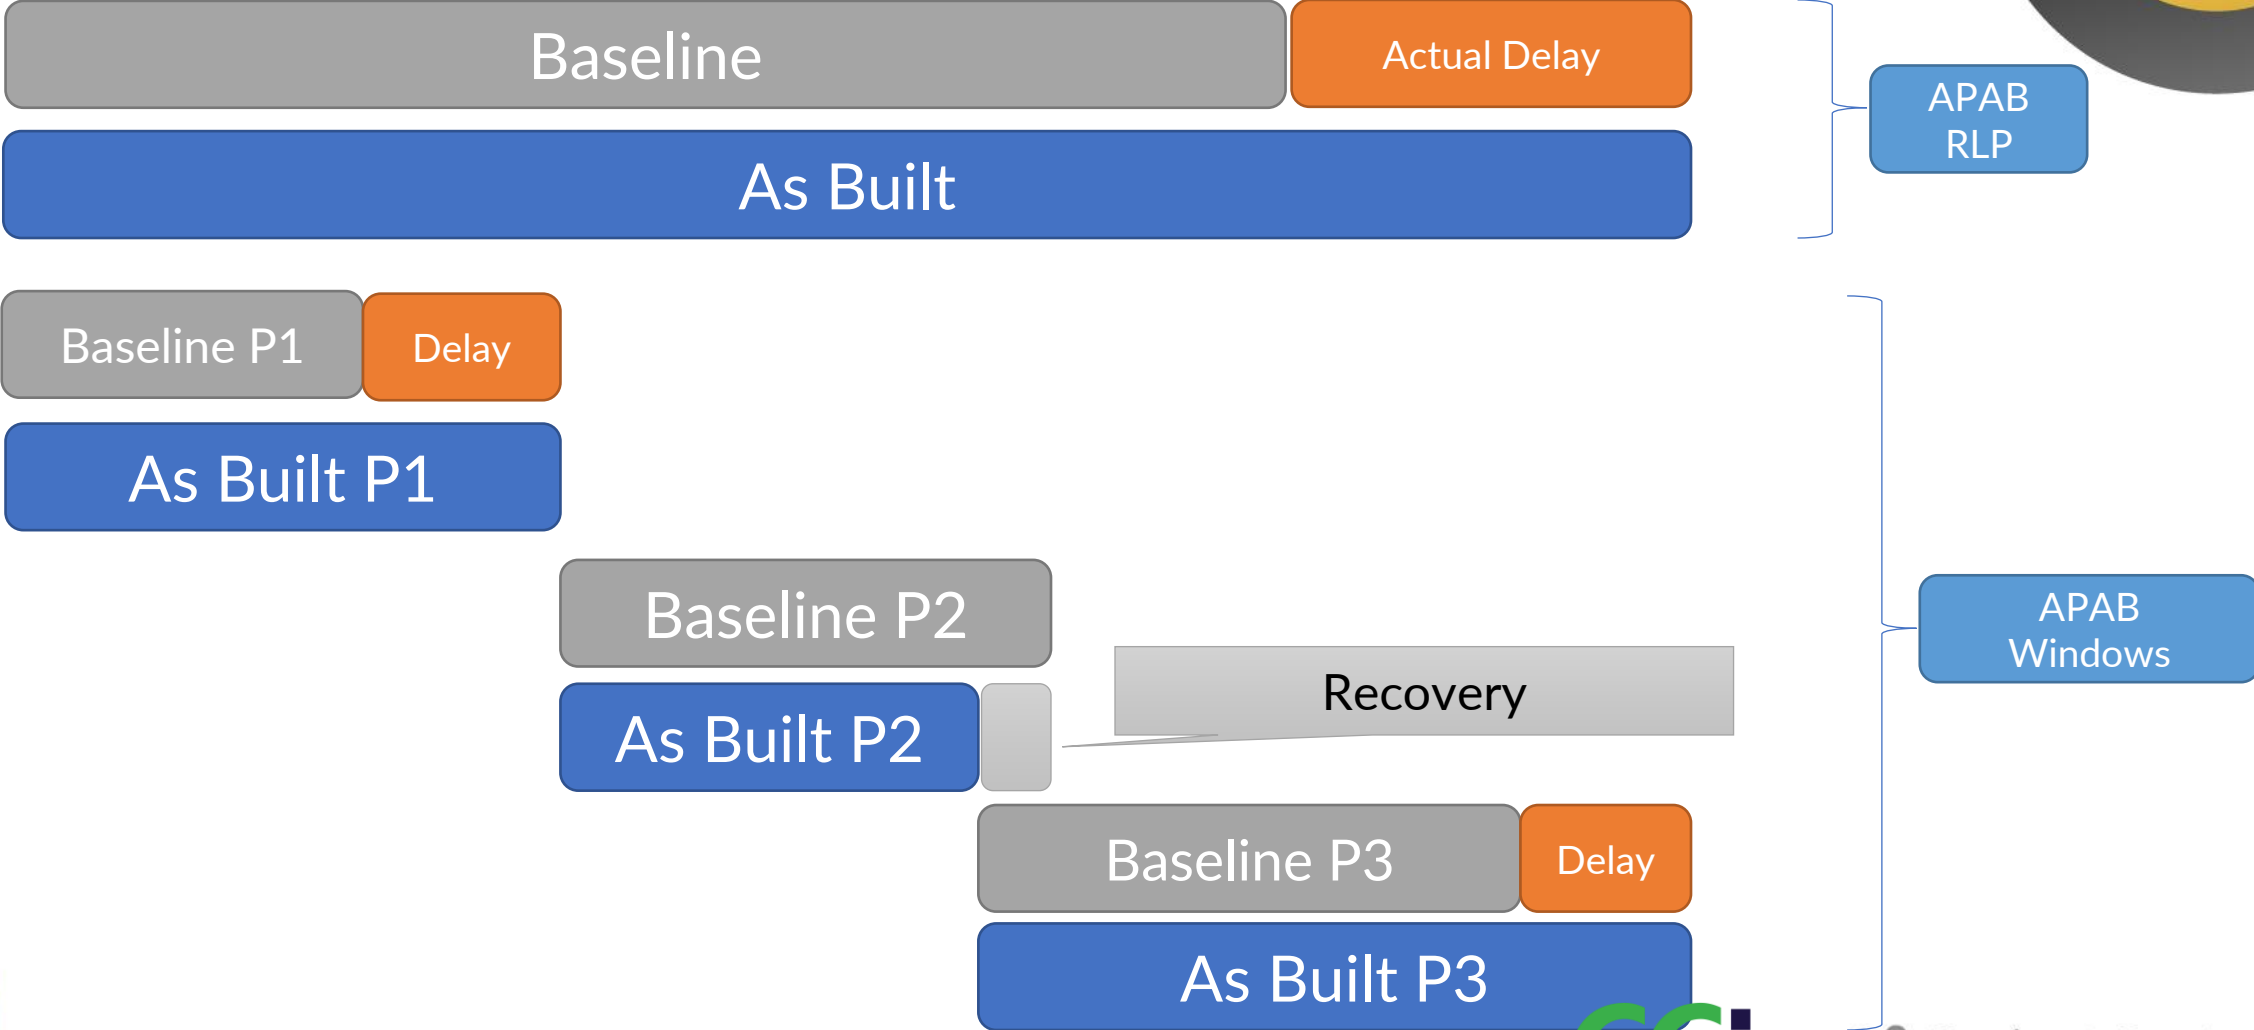 Baseline
Actual Delay
APAB
RLP
As Built
Baseline P1
Delay
As Built P1
Baseline P2
APAB
Windows
Recovery
As Built P2
Baseline P3
Delay
As Built P3